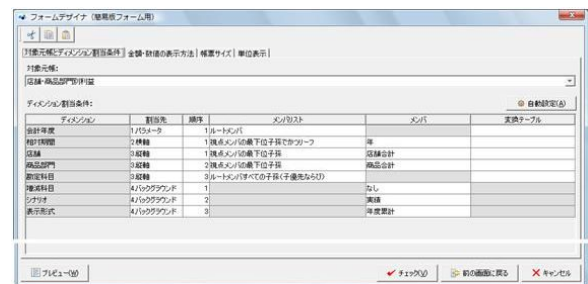 フォームデザイナ (簡易版フォーム用)
対象元帳とディメンション割当条件 金額・数値の表示方法 帳票サイズ 単位表示
対象元帳:
店舗-商品部門別利益
ディメンション割当条件: 自動設定(A)
ディメンション 割当先 順序 メンバリスト メンバ 変換テーブル
会計年度 1パラメータ 1 ルートメンバ
相対期間 2横軸 1 視点メンバの最下位子孫でかつリーフ 年
店舗 3縦軸 1 視点メンバの最下位子孫 店舗合計
商品部門 3縦軸 2 視点メンバの最下位子孫 商品合計
勘定科目 3縦軸 3 ルートメンバすべての子孫(子優先ならび)
増減科目 4バックグラウンド 1 なし
シナリオ 4バックグラウンド 2 実績
表示形式 4バックグラウンド 3 年度累計
プレビュー(W) チェック(V) 前の画面に戻る キャンセル